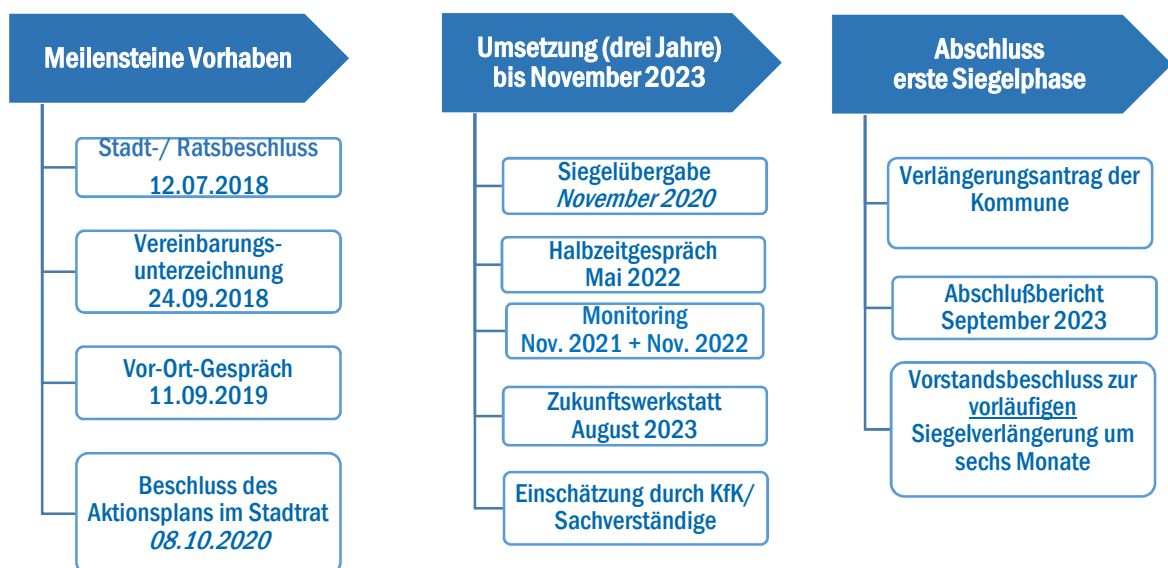 Meilensteine Vorhaben
Stadt-/ Ratsbeschluss
12.07.2018
Vereinbarungs-
unterzeichnung
24.09.2018
Vor-Ort-Gespräch
11.09.2019
Beschluss des
Aktionsplans im Stadtrat
08.10.2020
Umsetzung (drei Jahre)
bis November 2023
Siegelübergabe
November 2020
Halbzeitgespräch
Mai 2022
Monitoring
Nov. 2021 + Nov. 2022
Zukunftswerkstatt
August 2023
Einschätzung durch KfK/
Sachverständige
Abschluss
erste Siegelphase
Verlängerungsantrag der
Kommune
Abschlußbericht
September 2023
Vorstandsbeschluss zur
vorläufigen
Siegelverlängerung um
sechs Monate